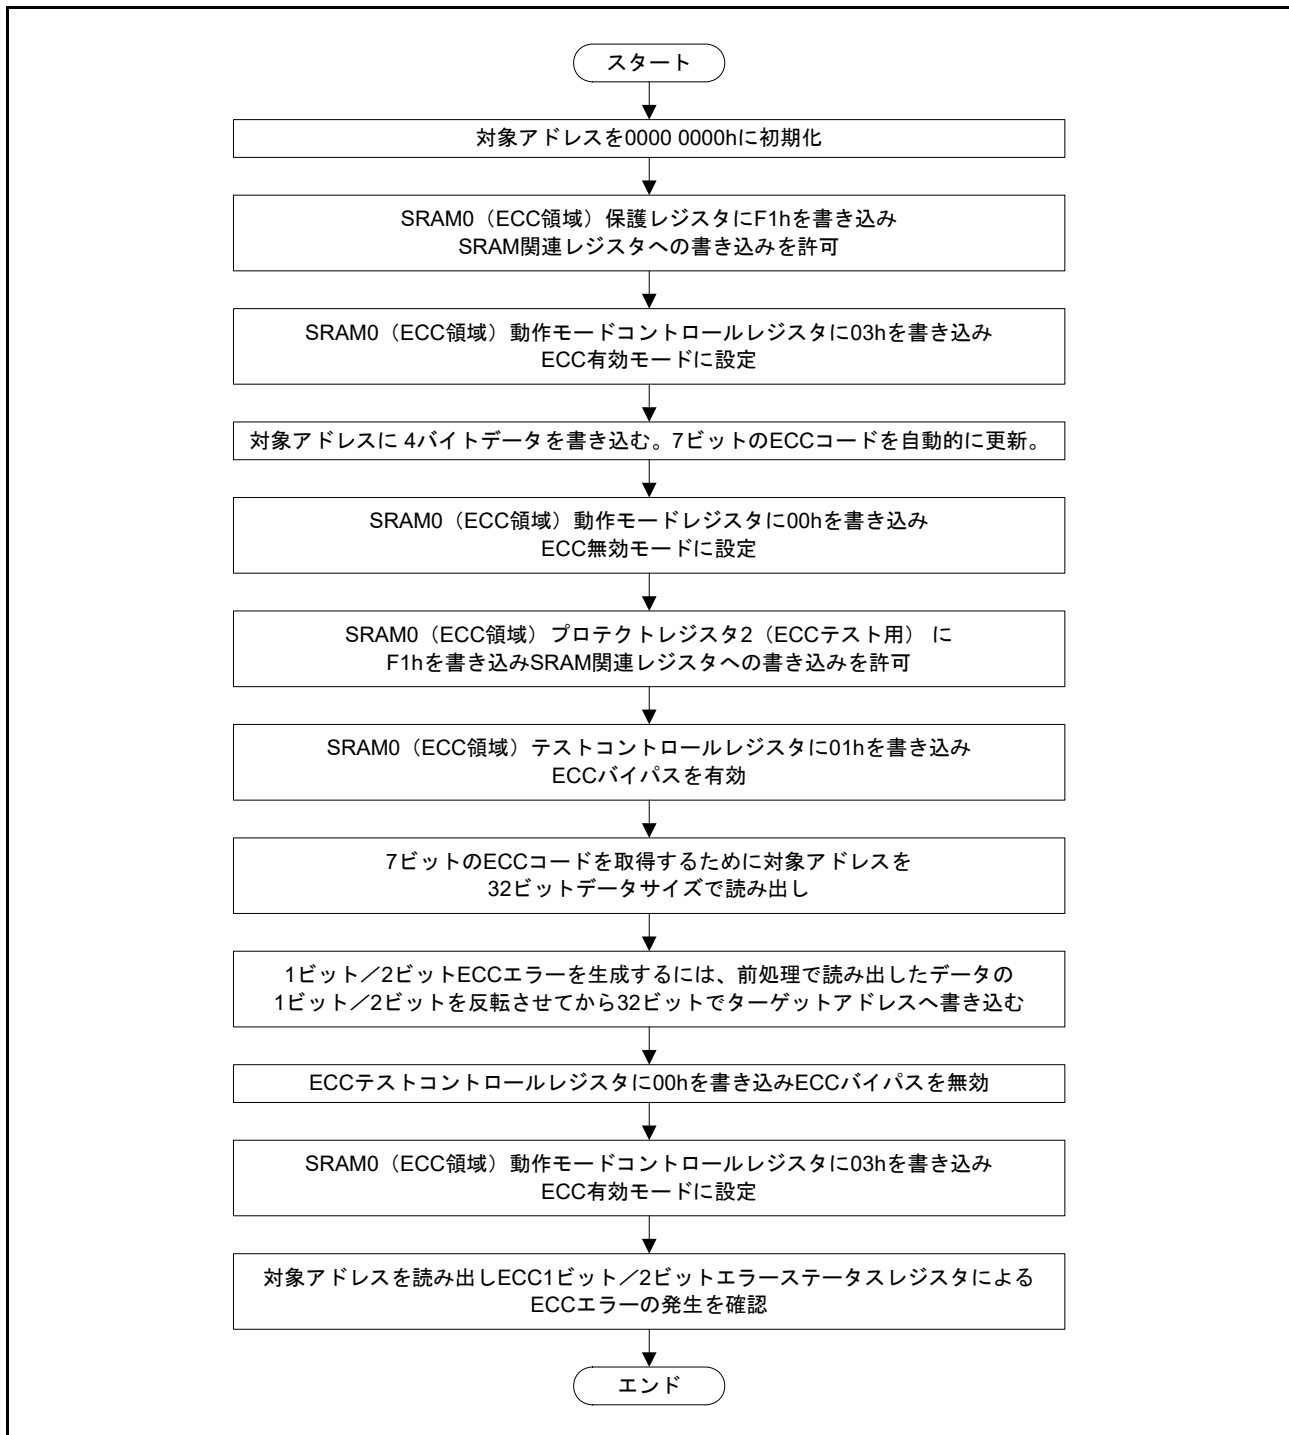 スタート
対象アドレスを0000 0000hに初期化
SRAM0（ECC領域）保護レジスタにF1hを書き込み
SRAM関連レジスタへの書き込みを許可
SRAM0（ECC領域）動作モードコントロールレジスタに03hを書き込み
ECC有効モードに設定
対象アドレスに 4バイトデータを書き込む。7ビットのECCコードを自動的に更新。
SRAM0（ECC領域）動作モードレジスタに00hを書き込み
ECC無効モードに設定
SRAM0（ECC領域）プロテクトレジスタ2（ECCテスト用） に
F1hを書き込みSRAM関連レジスタへの書き込みを許可
SRAM0（ECC領域）テストコントロールレジスタに01hを書き込み
ECCバイパスを有効
7ビットのECCコードを取得するために対象アドレスを
32ビットデータサイズで読み出し
1ビット／2ビットECCエラーを生成するには、前処理で読み出したデータの
1ビット／2ビットを反転させてから32ビットでターゲットアドレスへ書き込む
ECCテストコントロールレジスタに00hを書き込みECCバイパスを無効
SRAM0（ECC領域）動作モードコントロールレジスタに03hを書き込み
ECC有効モードに設定
対象アドレスを読み出しECC1ビット／2ビットエラーステータスレジスタによる
ECCエラーの発生を確認
エンド